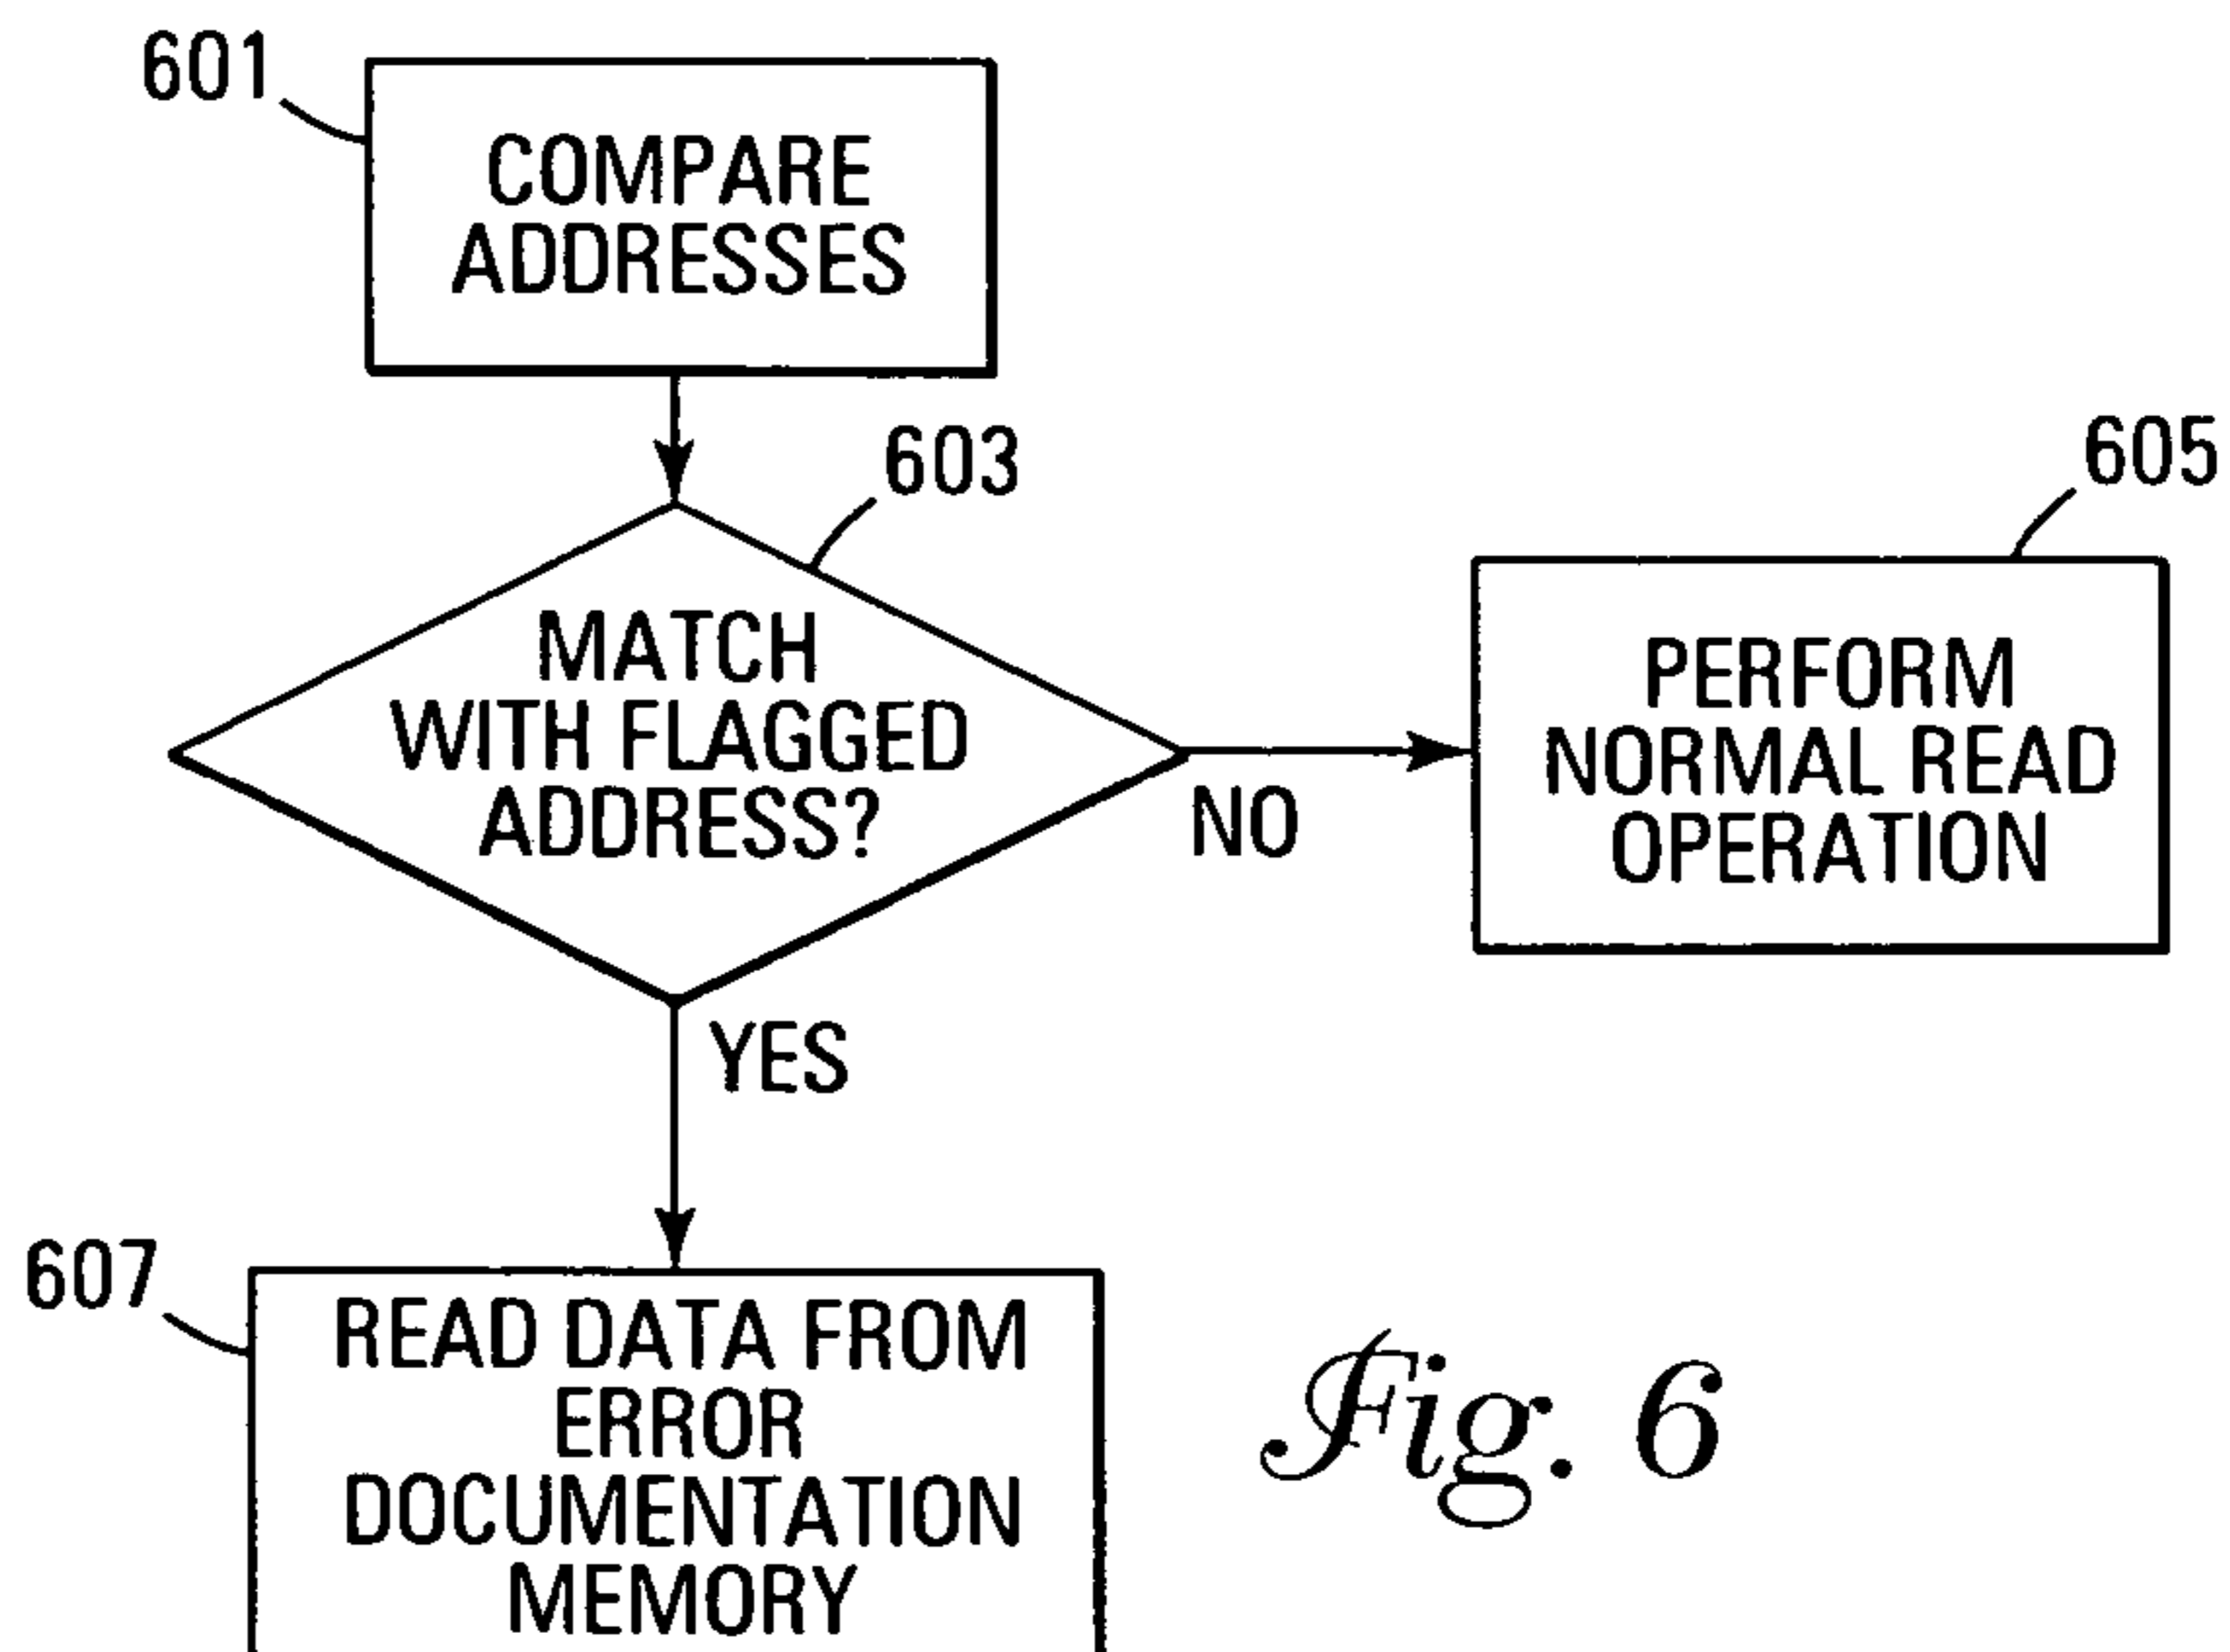 601
COMPARE
ADDRESSES
603
605
MATCH
WITH FLAGGED
ADDRESS?
NO
PERFORM
NORMAL READ
OPERATION
YES
607
READ DATA FROM
ERROR
DOCUMENTATION
MEMORY
Fig. 6